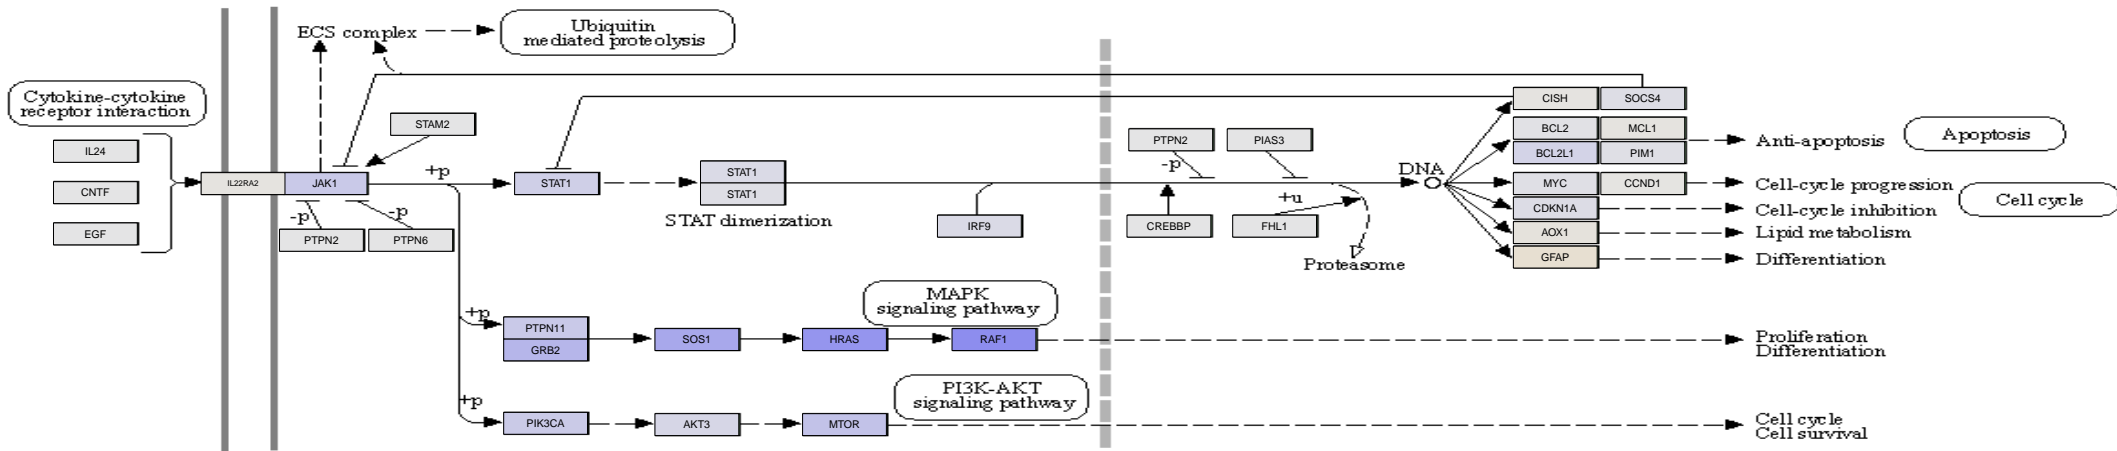 ECS complex
Ubiquitin
mediated proteolysis
Cytokine-cytokine
receptor interaction
IL24
CNTF
EGF
IL22RA2
JAK1
STAM2
+p
-p
-p
PTPN2
PTPN6
STAT1
STAT1
STAT1
STAT dimerization
IRF9
PTPN2
PIAS3
-p
+u
CREBBP
FHL1
Proteasome
DNA
CISH
SOCS4
BCL2
MCL1
BCL2L1
PIM1
MYC
CCND1
CDKN1A
AOX1
GFAP
Anti-apoptosis
Apoptosis
Cell-cycle progression
Cell-cycle inhibition
Cell cycle
Lipid metabolism
Differentiation
+p
PTPN11
GRB2
SOS1
HRAS
RAF1
MAPK
signaling pathway
Proliferation
Differentiation
+p
PIK3CA
AKT3
MTOR
PI3K-AKT
signaling pathway
Cell cycle
Cell survival